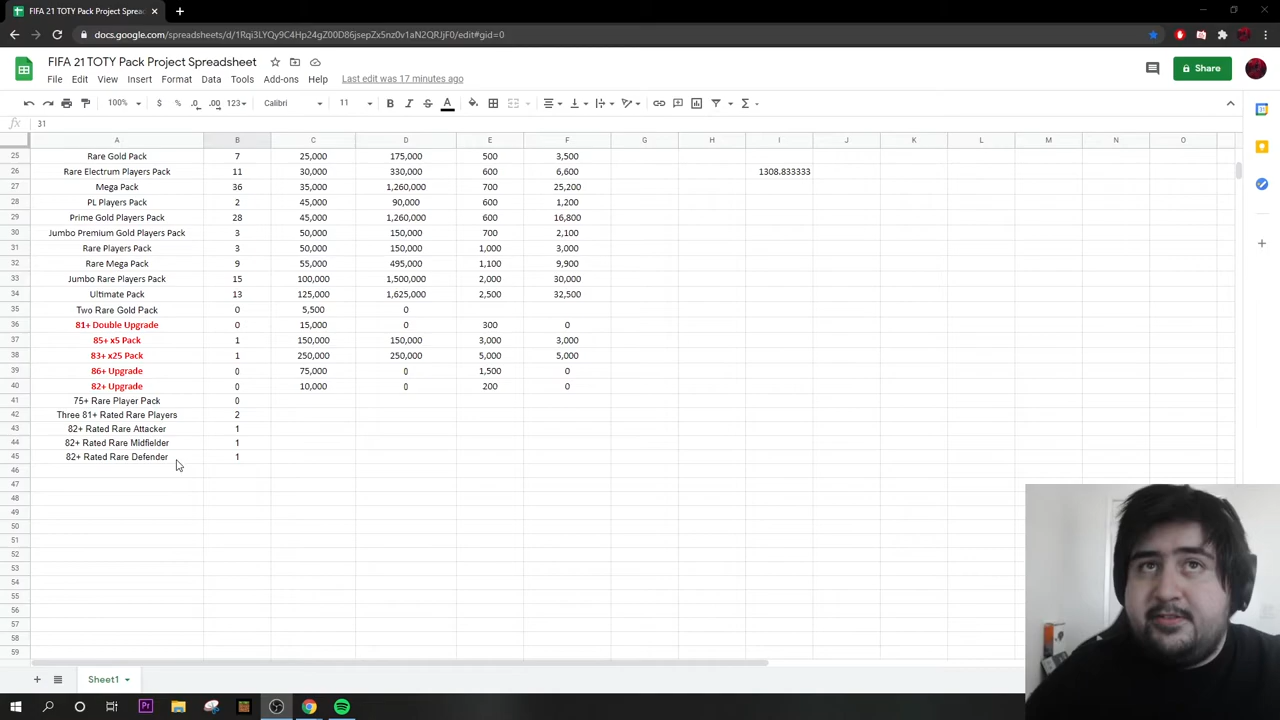 FIFA 21 TOTY Pack Project Spreads
docs.google.com/spreadsheets/d/1Rqi3LYQy9C4Hp24gZ00D86jsepZx5nz0v1aN2QRJjF0/edit#gid=0
FIFA 21 TOTY Pack Project Spreadsheet
File Edit View Insert Format Data Tools Add-ons Help Last edit was 17 minutes ago
Share
100% $ % .0 .00 123 Calibri 11 B I S A
fx 31
A B C D E F G H I J K L M N O
25 Rare Gold Pack 7 25,000 175,000 500 3,500
26 Rare Electrum Players Pack 11 30,000 330,000 600 6,600 1308.833333
27 Mega Pack 36 35,000 1,260,000 700 25,200
28 PL Players Pack 2 45,000 90,000 600 1,200
29 Prime Gold Players Pack 28 45,000 1,260,000 600 16,800
30 Jumbo Premium Gold Players Pack 3 50,000 150,000 700 2,100
31 Rare Players Pack 3 50,000 150,000 1,000 3,000
32 Rare Mega Pack 9 55,000 495,000 1,100 9,900
33 Jumbo Rare Players Pack 15 100,000 1,500,000 2,000 30,000
34 Ultimate Pack 13 125,000 1,625,000 2,500 32,500
35 Two Rare Gold Pack 0 5,500 0
36 81+ Double Upgrade 0 15,000 0 300 0
37 85+ x5 Pack 1 150,000 150,000 3,000 3,000
38 83+ x25 Pack 1 250,000 250,000 5,000 5,000
39 86+ Upgrade 0 75,000 0 1,500 0
40 82+ Upgrade 0 10,000 0 200 0
41 75+ Rare Player Pack 0
42 Three 81+ Rated Rare Players 2
43 82+ Rated Rare Attacker 1
44 82+ Rated Rare Midfielder 1
45 82+ Rated Rare Defender 1
46
47
48
49
50
51
52
53
54
55
56
57
58
59
Sheet1
Pr